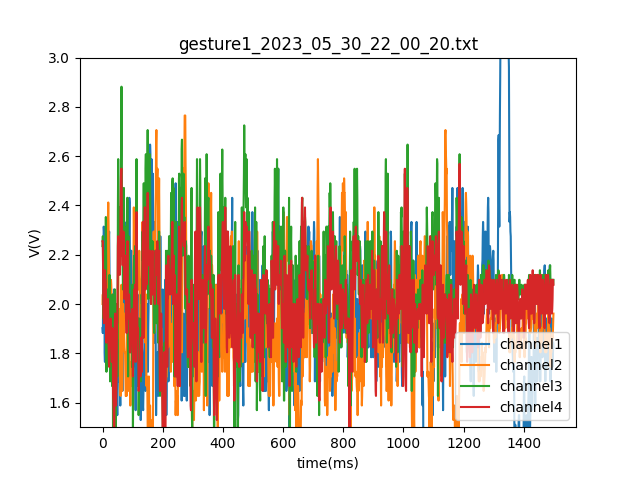 gesture1_2023_05_30_22_00_20.txt
V(V)
3.0
2.8
2.6
2.4
2.2
2.0
1.8
1.6
channel1
channel2
channel3
channel4
0 200 400 600 800 1000 1200 1400
time(ms)